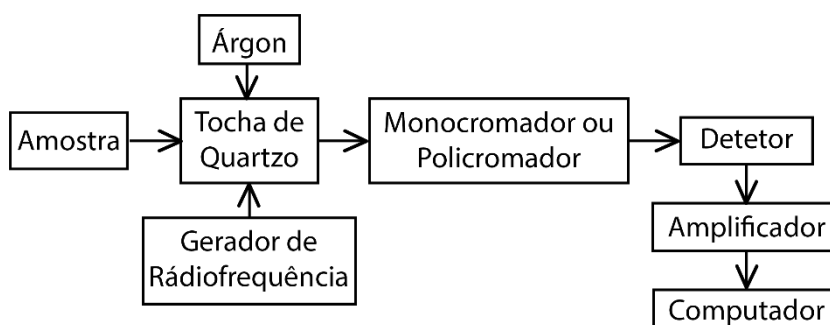 Árgon
Amostra
Tocha de
Quartzo
Monocromador ou
Policromador
Detetor
Gerador de
Rádiofrequência
Amplificador
Computador